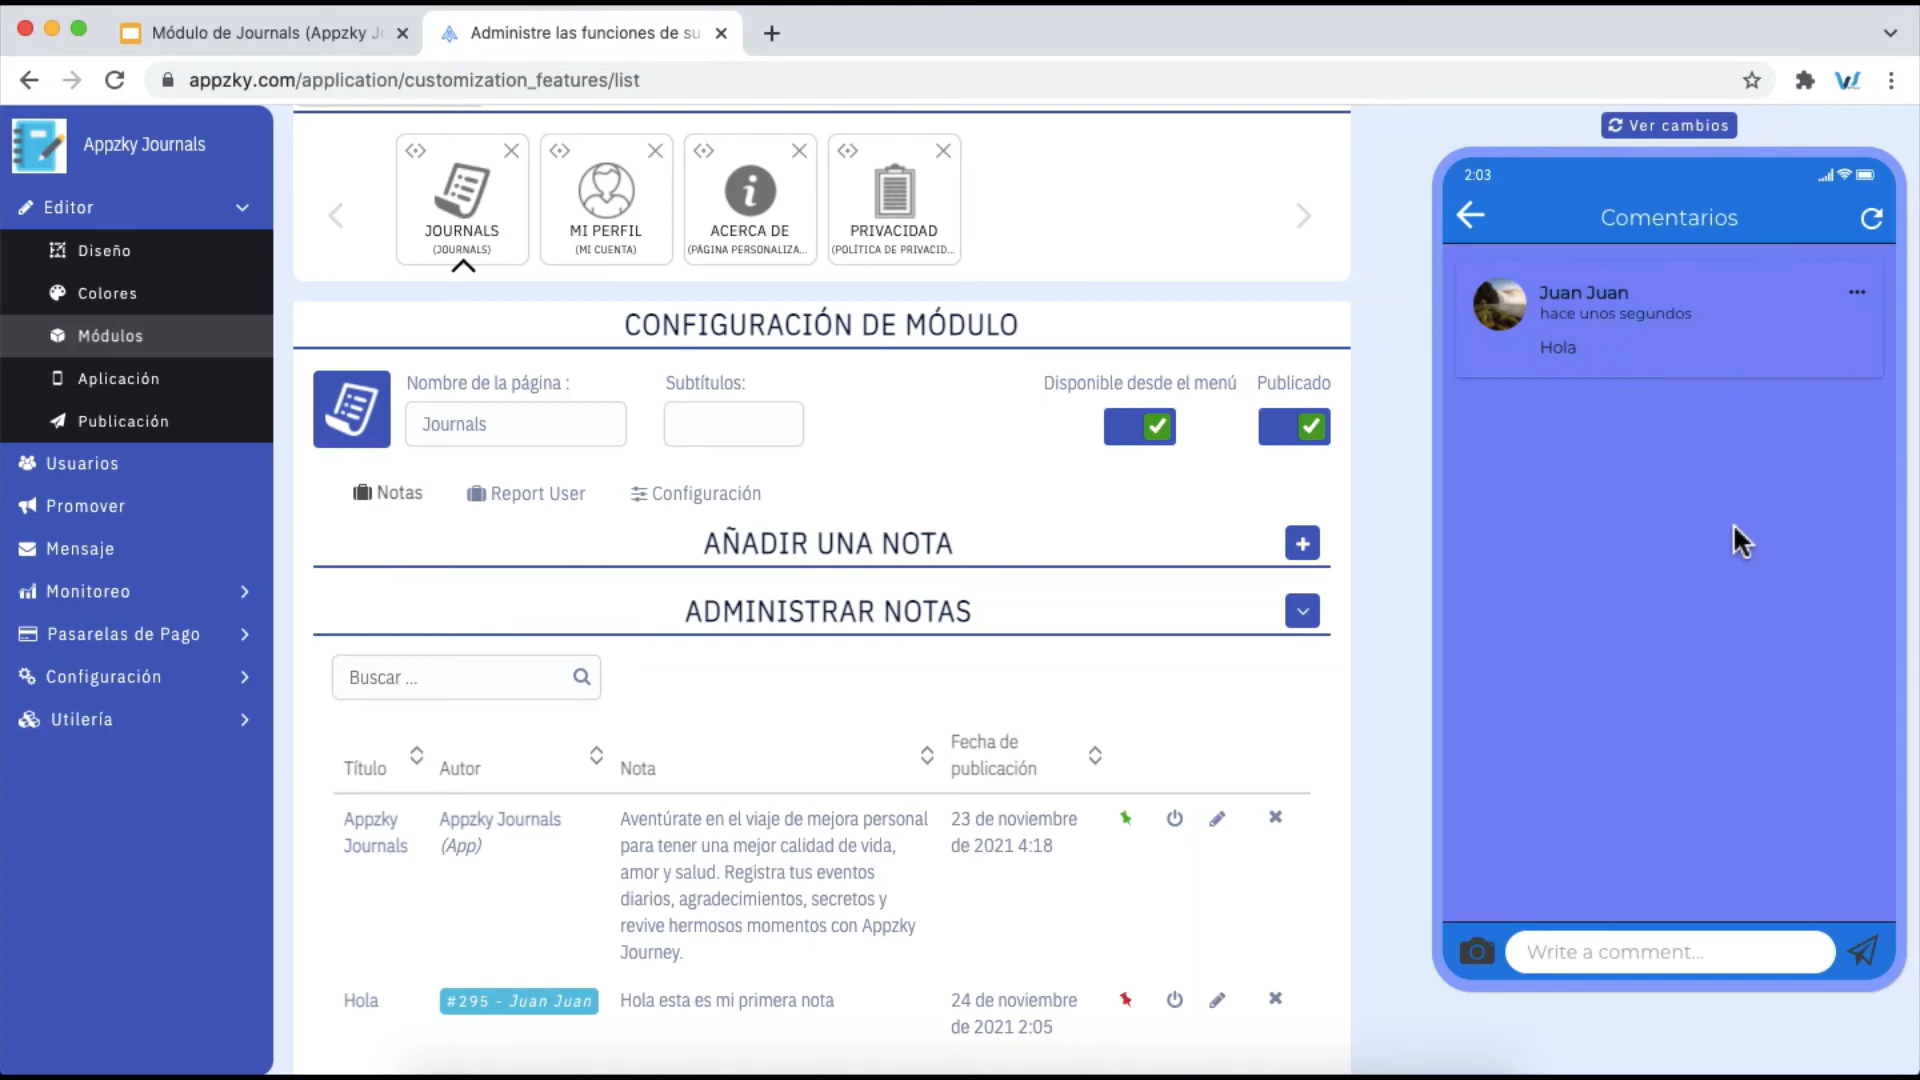 Módulo de Journals (Appzky Jo
Administre las funciones de su
appzky.com/application/customization_features/list
Appzky Journals
Editor
Diseño
Colores
Módulos
Aplicación
Publicación
Usuarios
Promover
Mensaje
Monitoreo
Pasarelas de Pago
Configuración
Utilería
JOURNALS
(JOURNALS)
MI PERFIL
(MI CUENTA)
ACERCA DE
(PÁGINA PERSONALIZA...
PRIVACIDAD
(POLÍTICA DE PRIVACID...
CONFIGURACIÓN DE MÓDULO
Nombre de la página :
Journals
Subtítulos:
Disponible desde el menú
Publicado
Notas
Report User
Configuración
AÑADIR UNA NOTA
ADMINISTRAR NOTAS
Buscar ...
Título
Autor
Nota
Fecha de
publicación
Appzky
Journals
Appzky Journals
(App)
Aventúrate en el viaje de mejora personal
para tener una mejor calidad de vida,
amor y salud. Registra tus eventos
diarios, agradecimientos, secretos y
revive hermosos momentos con Appzky
Journey.
23 de noviembre
de 2021 4:18
Hola
#295 - Juan Juan
Hola esta es mi primera nota
24 de noviembre
de 2021 2:05
Ver cambios
2:03
Comentarios
Juan Juan
hace unos segundos
Hola
Write a comment...